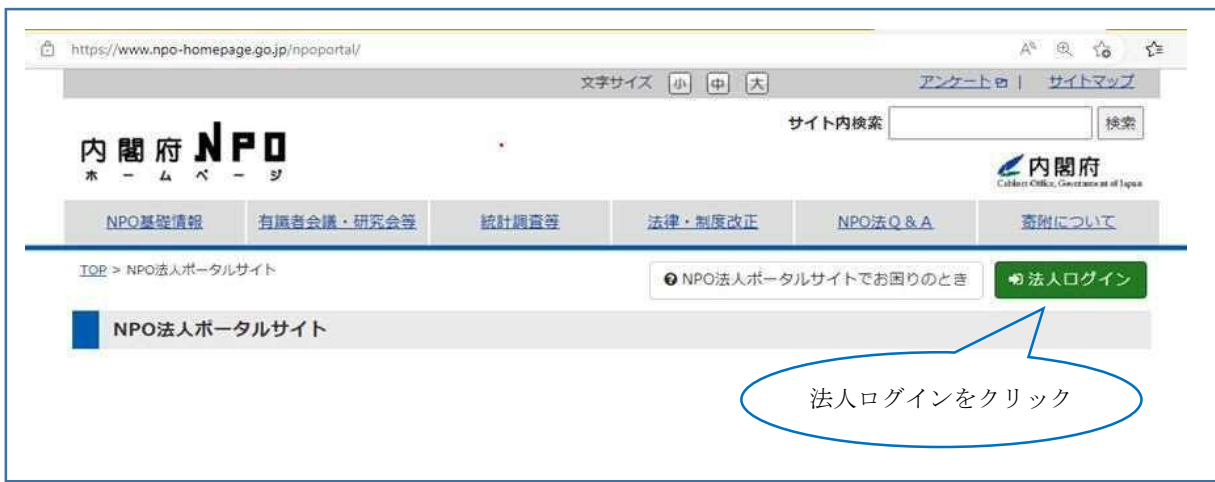 https://www.npo-homepage.go.jp/npoportal/
文字サイズ 小 中 大 アンケート | サイトマップ
サイト内検索 検索
内閣府 NPO
ホームページ
内閣府
Cabinet Office, Government of Japan
NPO基礎情報 有識者会議・研究会等 統計調査等 法律・制度改正 NPO法Q&A 寄附について
TOP > NPO法人ポータルサイト
NPO法人ポータルサイトでお困りのとき 法人ログイン
NPO法人ポータルサイト
法人ログインをクリック